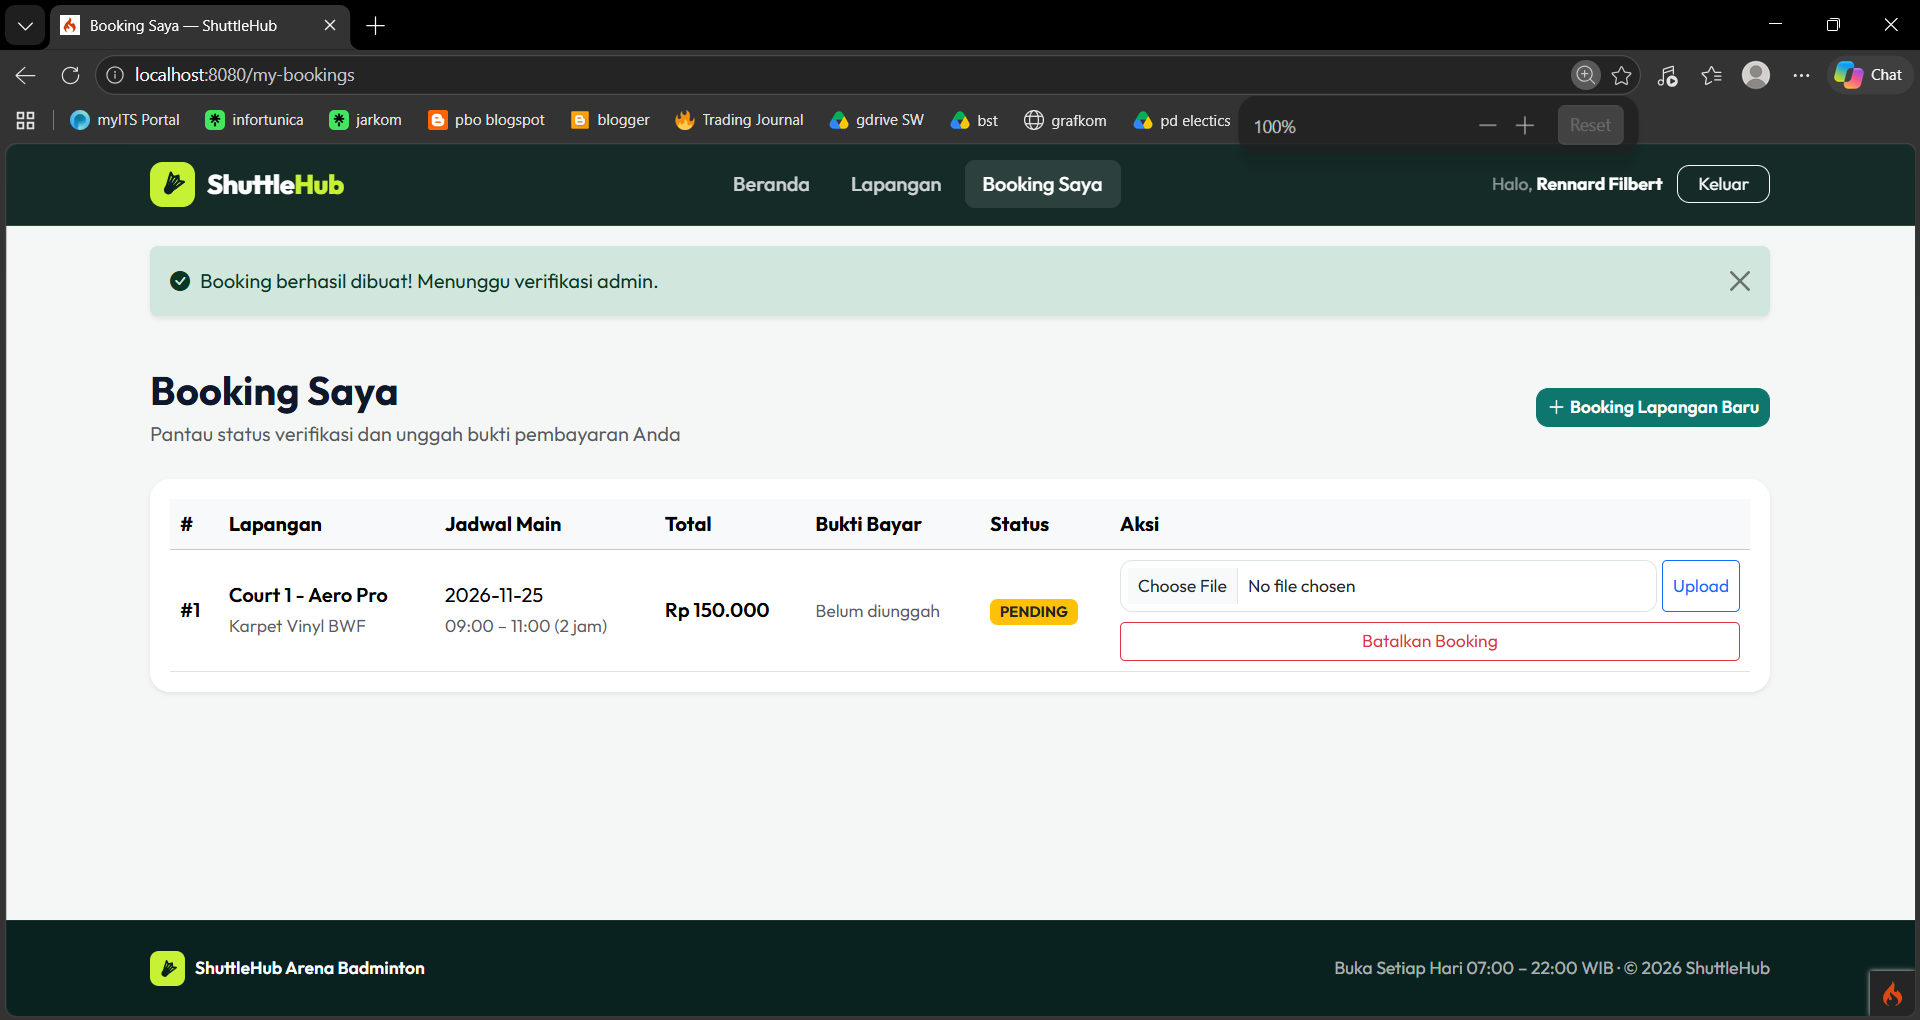 Booking Saya — ShuttleHub
localhost:8080/my-bookings
Chat
myITS Portal
infortunica
jarkom
pbo blogspot
blogger
Trading Journal
gdrive SW
bst
grafkom
pd electics
100%
Reset
ShuttleHub
Beranda
Lapangan
Booking Saya
Halo, Rennard Filbert
Keluar
Booking berhasil dibuat! Menunggu verifikasi admin.
Booking Saya
Pantau status verifikasi dan unggah bukti pembayaran Anda
+ Booking Lapangan Baru
# Lapangan Jadwal Main Total Bukti Bayar Status Aksi
#1
Court 1 - Aero Pro
Karpet Vinyl BWF
2026-11-25
09:00 – 11:00 (2 jam)
Rp 150.000
Belum diunggah
PENDING
Choose File No file chosen
Upload
Batalkan Booking
ShuttleHub Arena Badminton
Buka Setiap Hari 07:00 – 22:00 WIB · © 2026 ShuttleHub